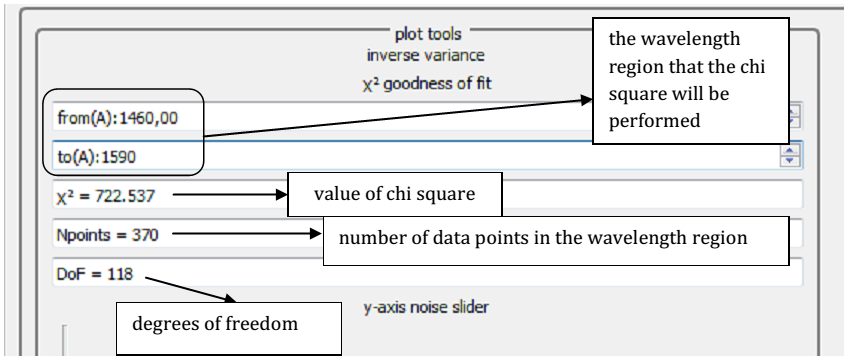 plot tools
inverse variance
χ² goodness of fit
the wavelength
region that the chi
square will be
performed
from(A):1460,00
to(A):1590
χ² = 722.537
value of chi square
Npoints = 370
number of data points in the wavelength region
DoF = 118
degrees of freedom
y-axis noise slider